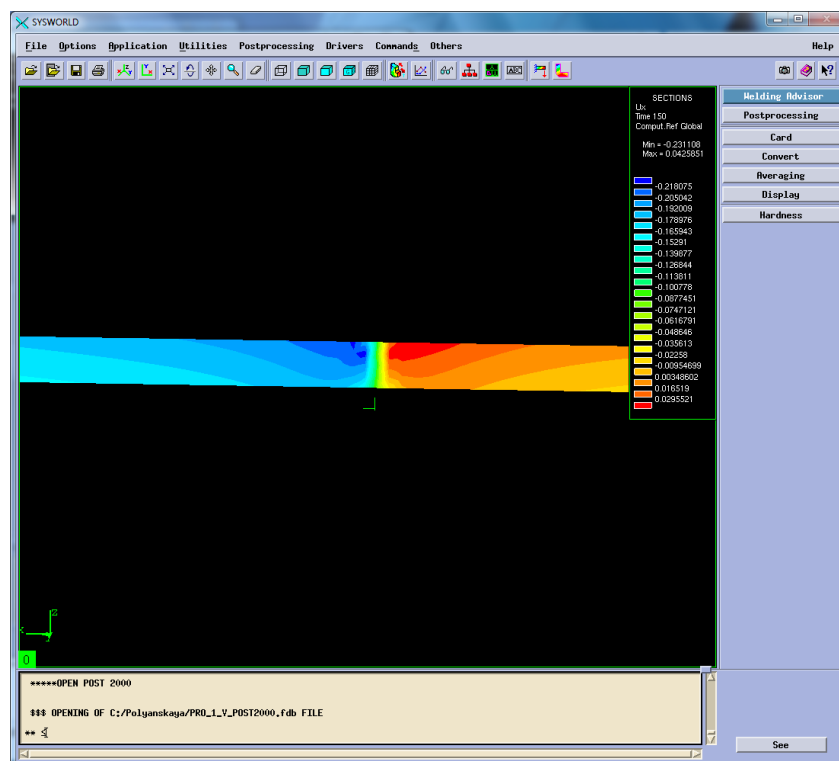 SYSWORLD
File Options Application Utilities Postprocessing Drivers Commands Others Help
SECTIONS
Ux
Time 150
Comput.Ref Global
Min = -0.231108
Max = 0.0425851
-0.218075
-0.205042
-0.192009
-0.178976
-0.165943
-0.15291
-0.139877
-0.126844
-0.113811
-0.100778
-0.0877451
-0.0747121
-0.0616791
-0.048646
-0.035613
-0.02258
-0.00954699
0.00348602
0.016519
0.0295521
Welding Advisor
Postprocessing
Card
Convert
Averaging
Display
Hardness
0
*****OPEN POST 2000
$$$ OPENING OF C:/Polyanskaya/PRO_1_V_POST2000.fdb FILE
**
See